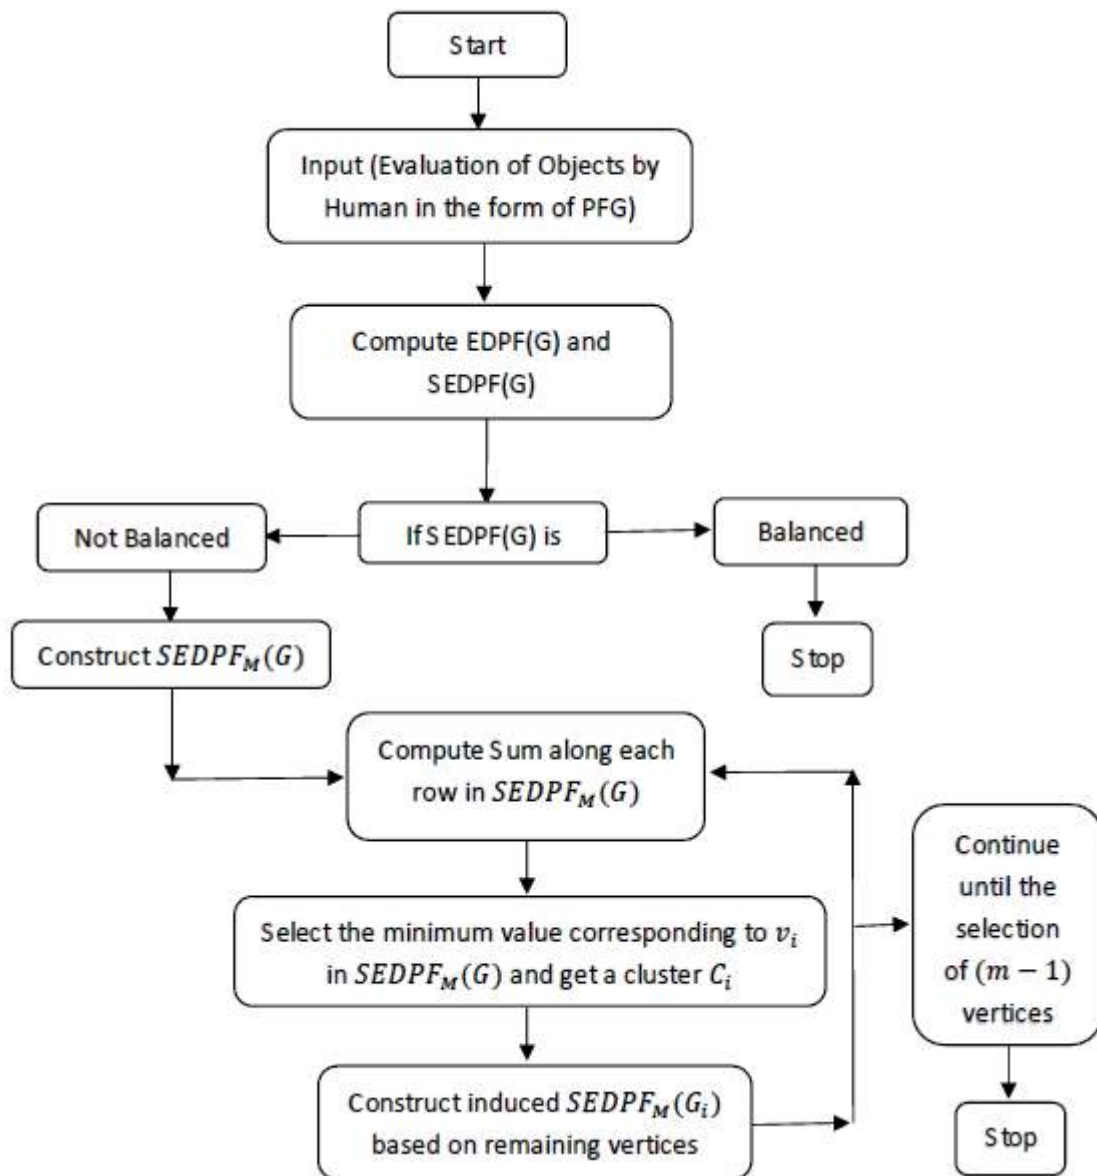 Start
Input (Evaluation of Objects by
Human in the form of PFG)
Compute EDPF(G) and
SEDPF(G)
Not Balanced
If SEDPF(G) is
Balanced
Construct SEDPF_M(G)
Stop
Compute Sum along each
row in SEDPF_M(G)
Continue
until the
selection
of (m − 1)
vertices
Select the minimum value corresponding to v_i
in SEDPF_M(G) and get a cluster C_i
Construct induced SEDPF_M(G_i)
based on remaining vertices
Stop